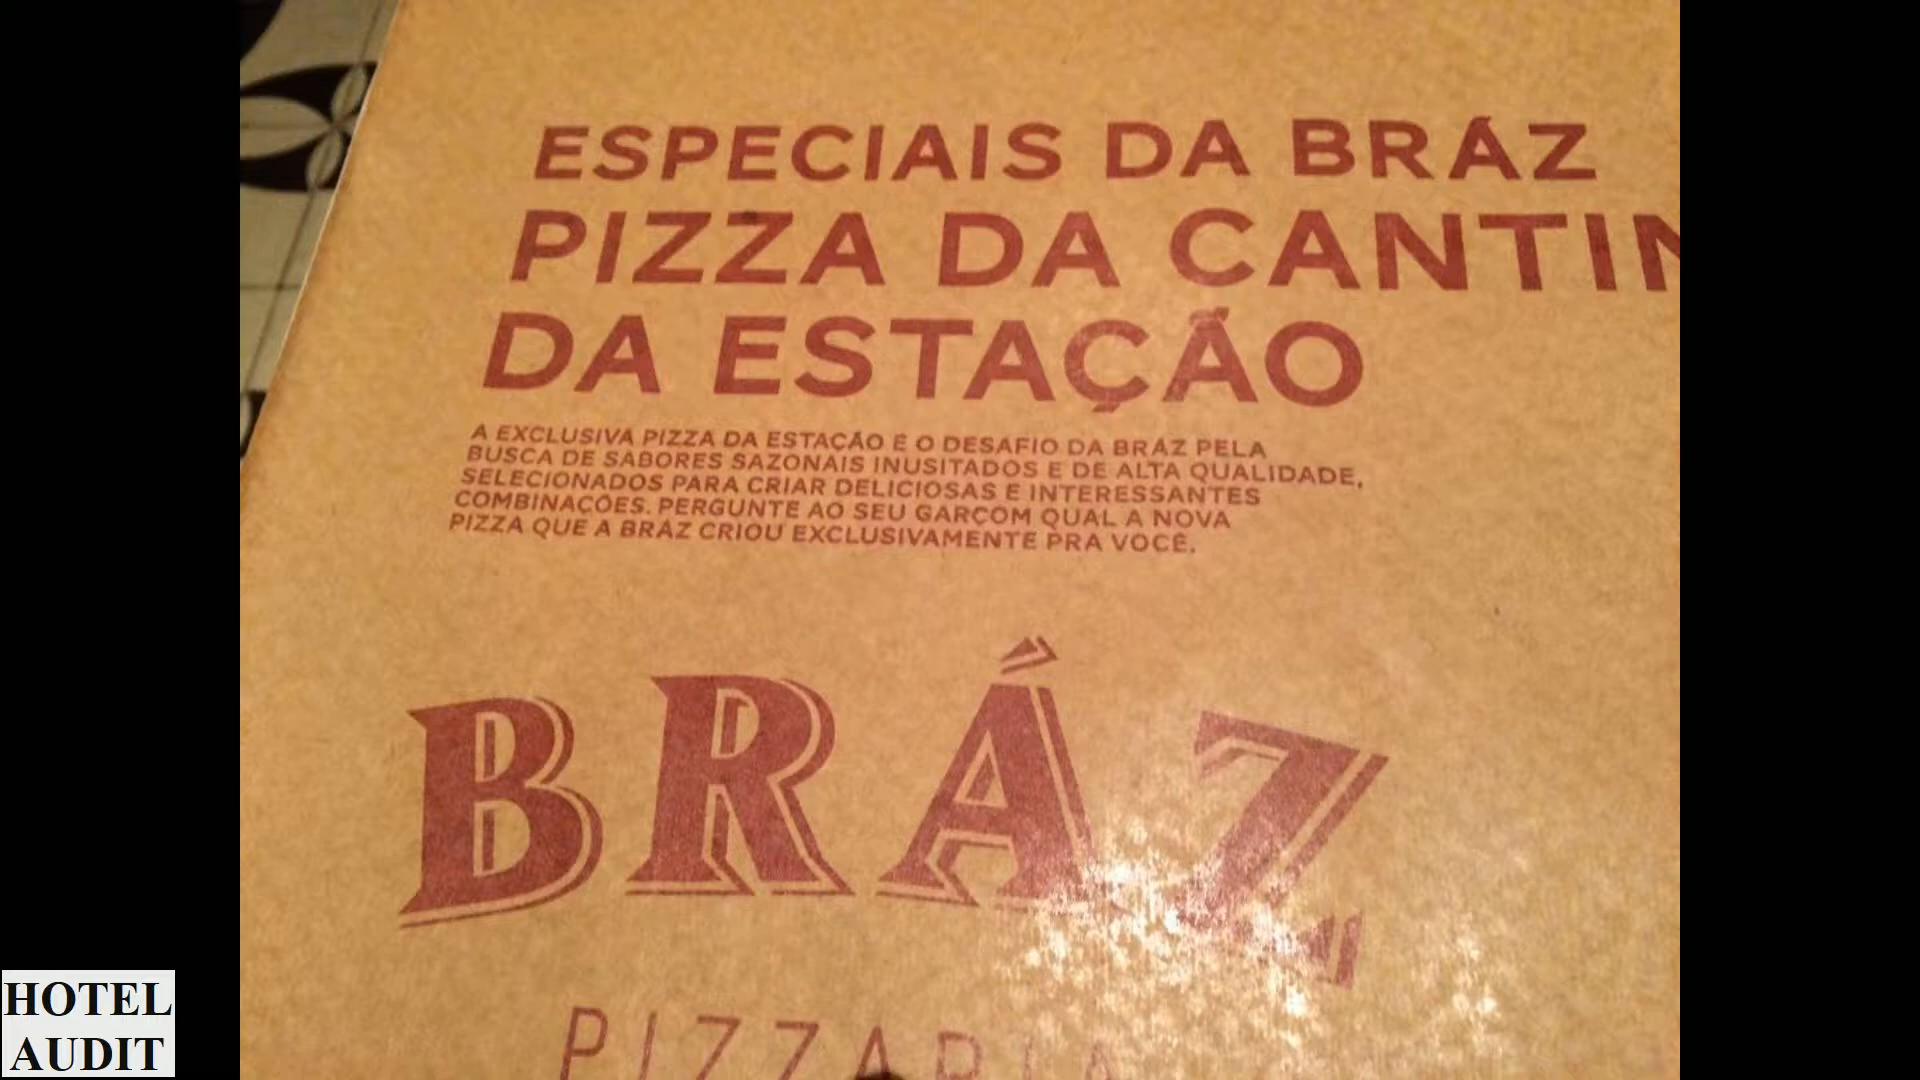 ESPECIAIS DA BRÁZ
PIZZA DA CANTIN
DA ESTAÇÃO
A EXCLUSIVA PIZZA DA ESTAÇÃO É O DESAFIO DA BRÁZ PELA
BUSCA DE SABORES SAZONAIS INUSITADOS E DE ALTA QUALIDADE,
SELECIONADOS PARA CRIAR DELICIOSAS E INTERESSANTES
COMBINAÇÕES. PERGUNTE AO SEU GARÇOM QUAL A NOVA
PIZZA QUE A BRÁZ CRIOU EXCLUSIVAMENTE PRA VOCÊ.
BRÁZ
PIZZARIA
HOTEL
AUDIT